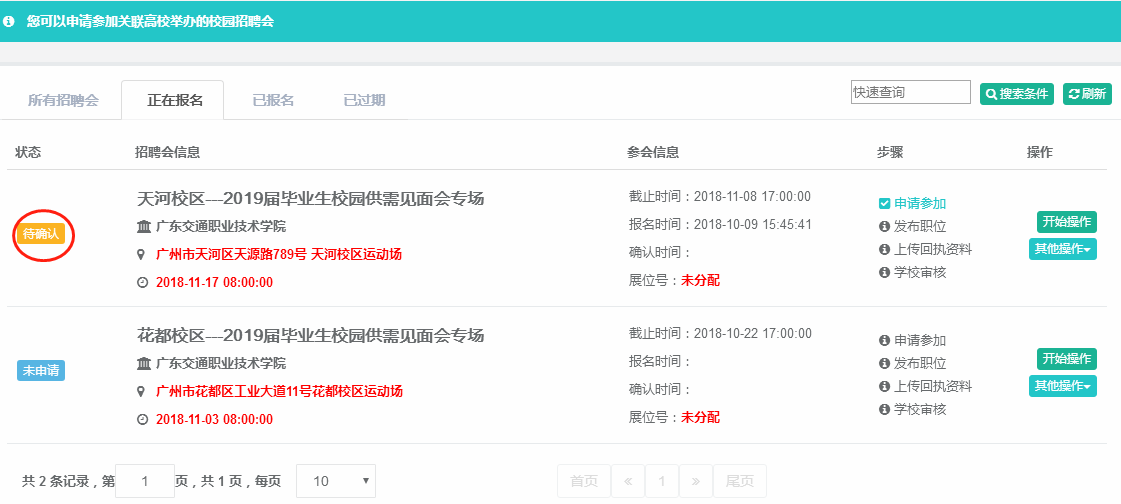 您可以申请参加关联高校举办的校园招聘会
所有招聘会 正在报名 已报名 已过期 快速查询 搜索条件 刷新
状态 招聘会信息 参会信息 步骤 操作
待确认
天河校区---2019届毕业生校园供需见面会专场
广东交通职业技术学院
广州市天河区天源路789号 天河校区运动场
2018-11-17 08:00:00
截止时间：2018-11-08 17:00:00
报名时间：2018-10-09 15:45:41
确认时间：
展位号：未分配
申请参加
发布职位
上传回执资料
学校审核
开始操作
其他操作
未申请
花都校区---2019届毕业生校园供需见面会专场
广东交通职业技术学院
广州市花都区工业大道11号花都校区运动场
2018-11-03 08:00:00
截止时间：2018-10-22 17:00:00
报名时间：
确认时间：
展位号：未分配
申请参加
发布职位
上传回执资料
学校审核
开始操作
其他操作
共 2 条记录，第 1 页，共 1 页，每页 10 首页 « 1 » 尾页